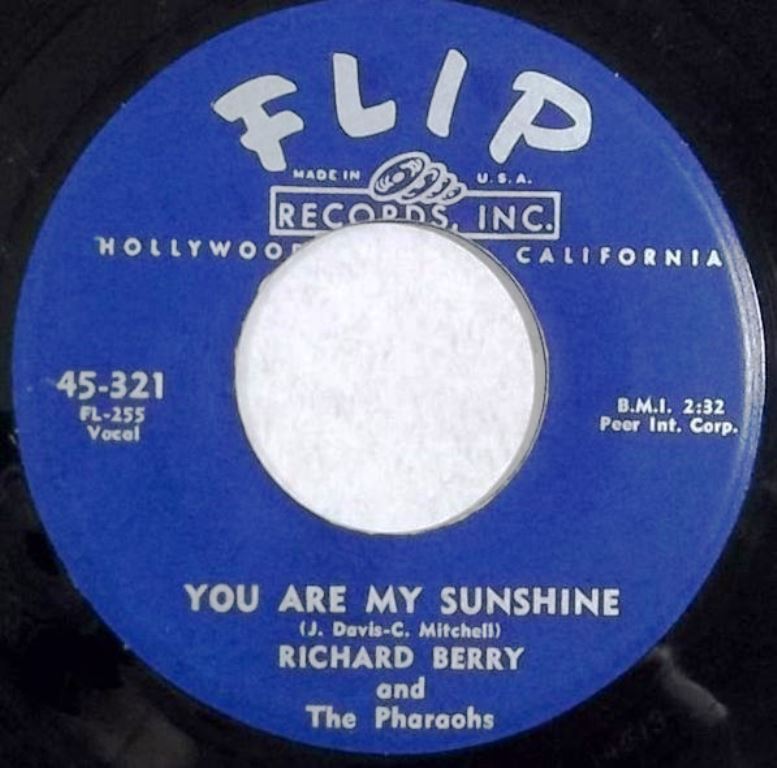 FLIP
MADE IN U.S.A.
RECORDS, INC.
HOLLYWOOD CALIFORNIA
45-321
FL-255
Vocal
B.M.I. 2:32
Peer Int. Corp.
YOU ARE MY SUNSHINE
(J. Davis-C. Mitchell)
RICHARD BERRY
and
The Pharaohs